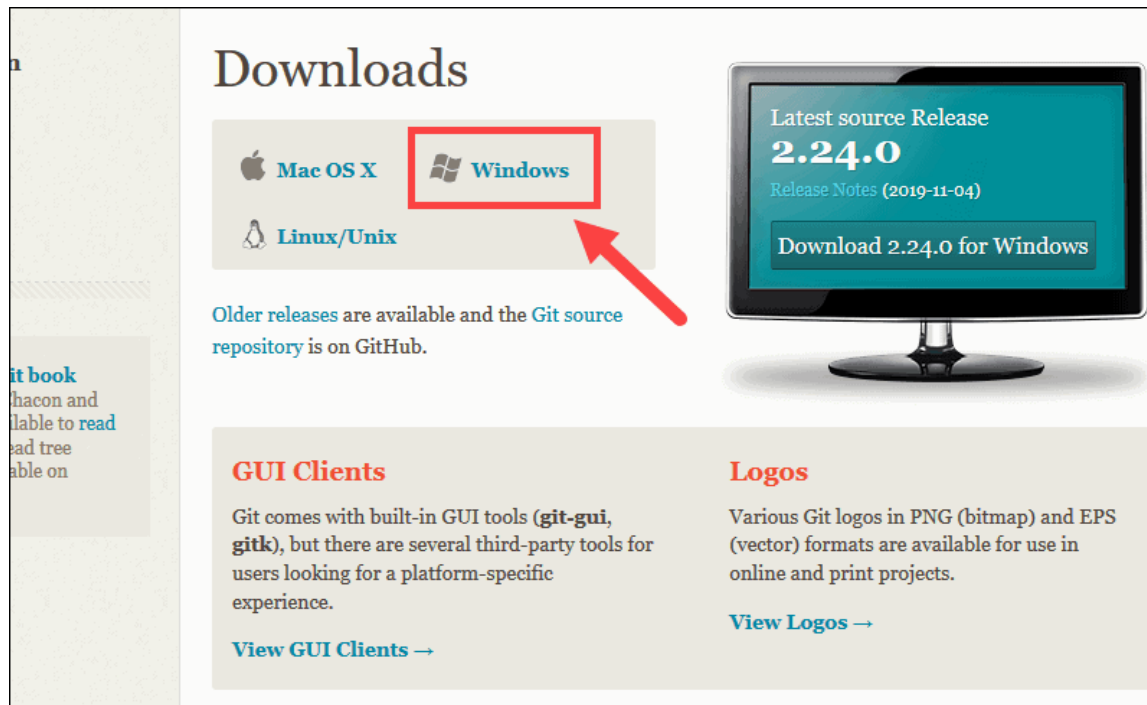 Downloads
Mac OS X
Windows
Linux/Unix
Older releases are available and the Git source
repository is on GitHub.
Latest source Release
2.24.0
Release Notes (2019-11-04)
Download 2.24.0 for Windows
it book
hacon and
ilable to read
ead tree
able on
GUI Clients
Git comes with built-in GUI tools (git-gui,
gitk), but there are several third-party tools for
users looking for a platform-specific
experience.
View GUI Clients →
Logos
Various Git logos in PNG (bitmap) and EPS
(vector) formats are available for use in
online and print projects.
View Logos →